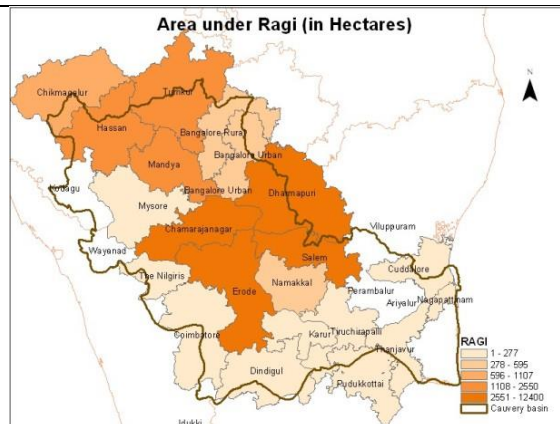 Area under Ragi (in Hectares)
N
Chikmagalur
Tumkur
Hassan
Bangalore Rural
Bangalore Urban
Mandya
Kodagu
Bangalore Urban
Dharmapuri
Mysore
Chamarajanagar
Viluppuram
Wayanad
The Nilgiris
Salem
Cuddalore
Erode
Namakkal
Perambalur
Ariyalur
Nagapattinam
Coimbatore
Karur
Tiruchirapalli
Thanjavur
Dindigul
Pudukkottai
Idukki
RAGI
1 - 277
278 - 595
596 - 1107
1108 - 2550
2551 - 12400
Cauvery basin